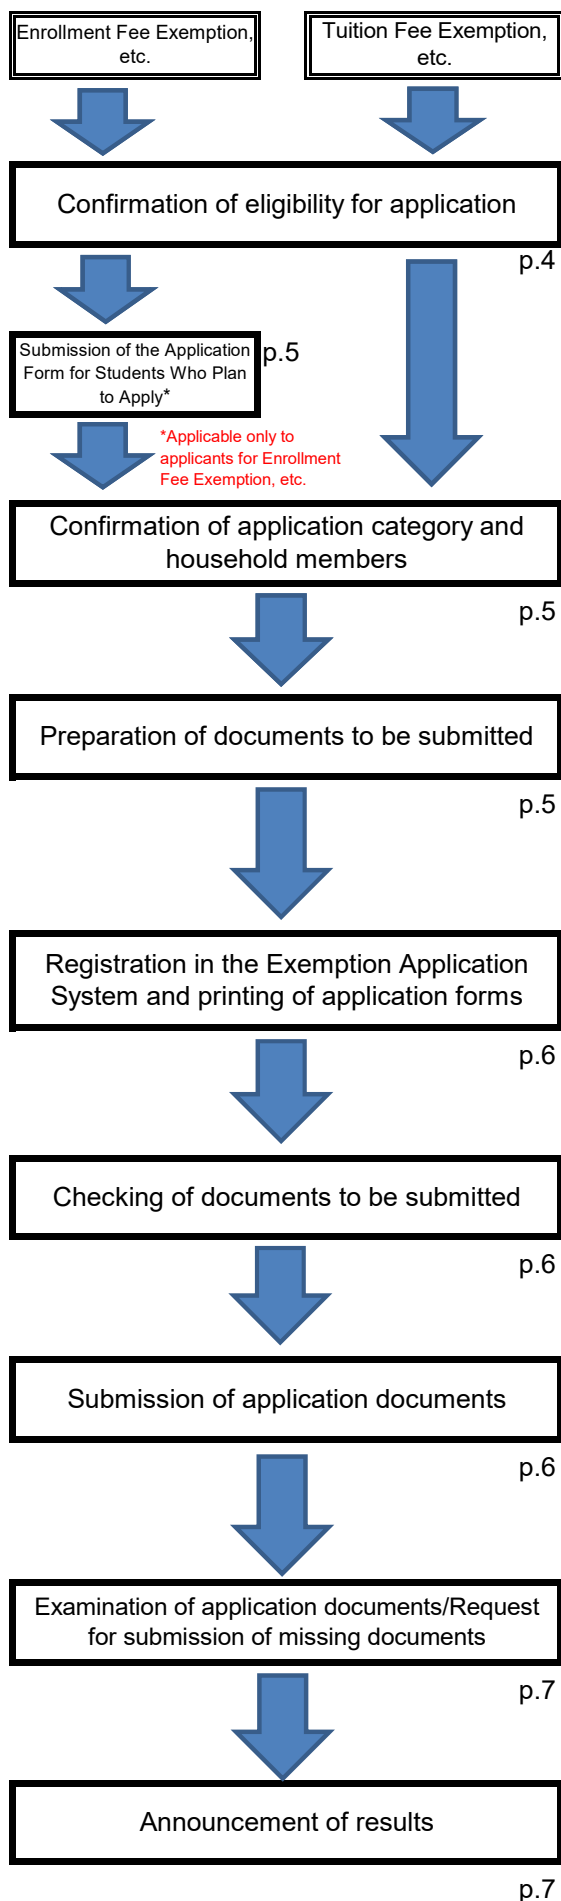 Enrollment Fee Exemption,
etc.
Tuition Fee Exemption,
etc.
Confirmation of eligibility for application
p.4
Submission of the Application
Form for Students Who Plan
to Apply*
p.5
*Applicable only to
applicants for Enrollment
Fee Exemption, etc.
Confirmation of application category and
household members
p.5
Preparation of documents to be submitted
p.5
Registration in the Exemption Application
System and printing of application forms
p.6
Checking of documents to be submitted
p.6
Submission of application documents
p.6
Examination of application documents/Request
for submission of missing documents
p.7
Announcement of results
p.7